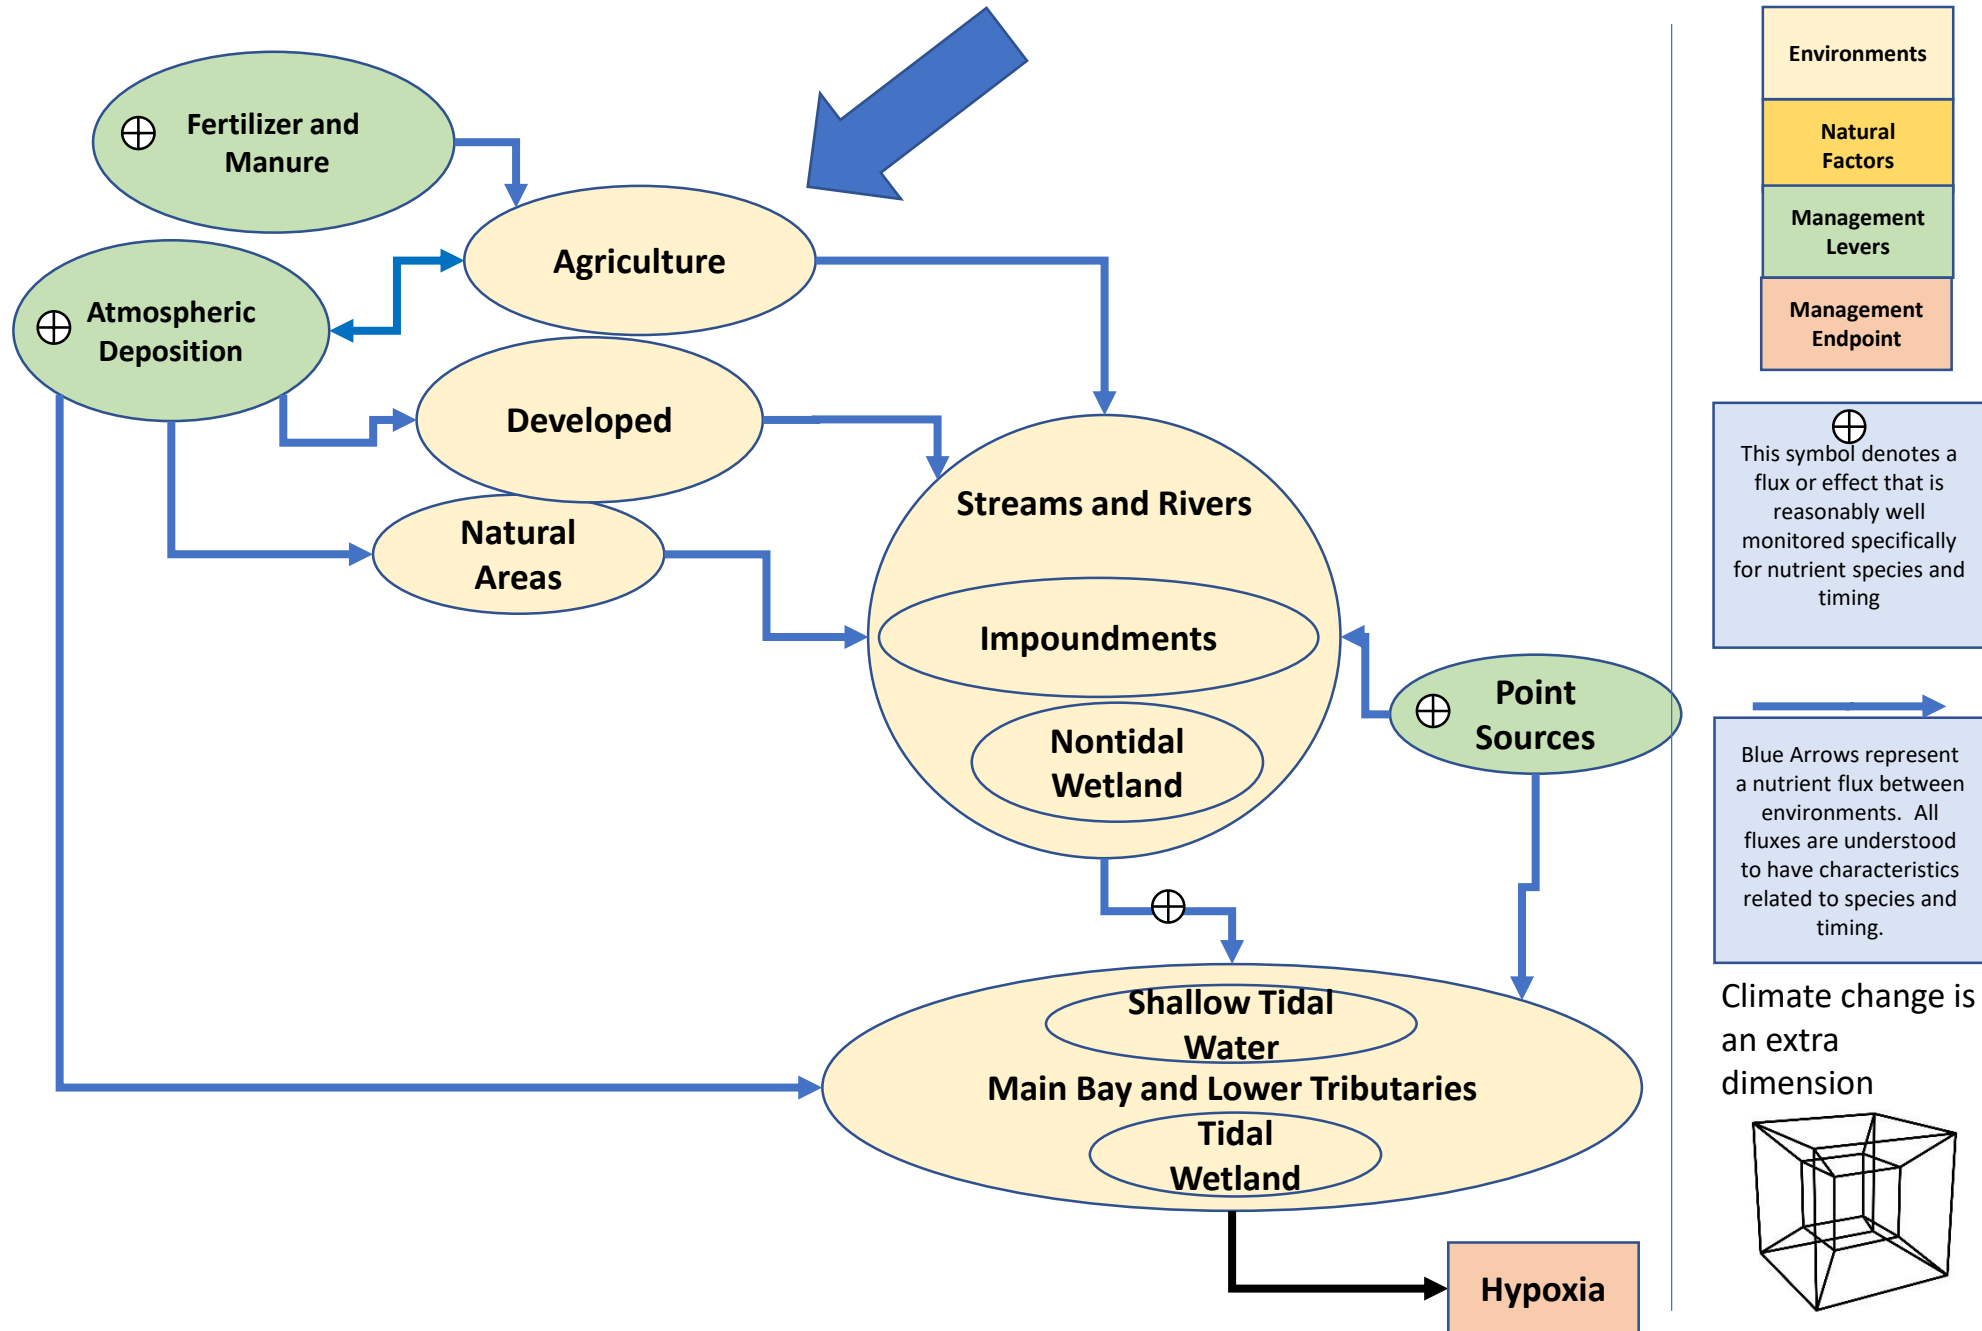 Fertilizer and
Manure
Agriculture
Atmospheric
Deposition
Developed
Natural
Areas
Streams and Rivers
Impoundments
Nontidal
Wetland
Point
Sources
Shallow Tidal
Water
Main Bay and Lower Tributaries
Tidal
Wetland
Hypoxia
Environments
Natural
Factors
Management
Levers
Management
Endpoint
This symbol denotes a
flux or effect that is
reasonably well
monitored specifically
for nutrient species and
timing
Blue Arrows represent
a nutrient flux between
environments. All
fluxes are understood
to have characteristics
related to species and
timing.
Climate change is
an extra
dimension